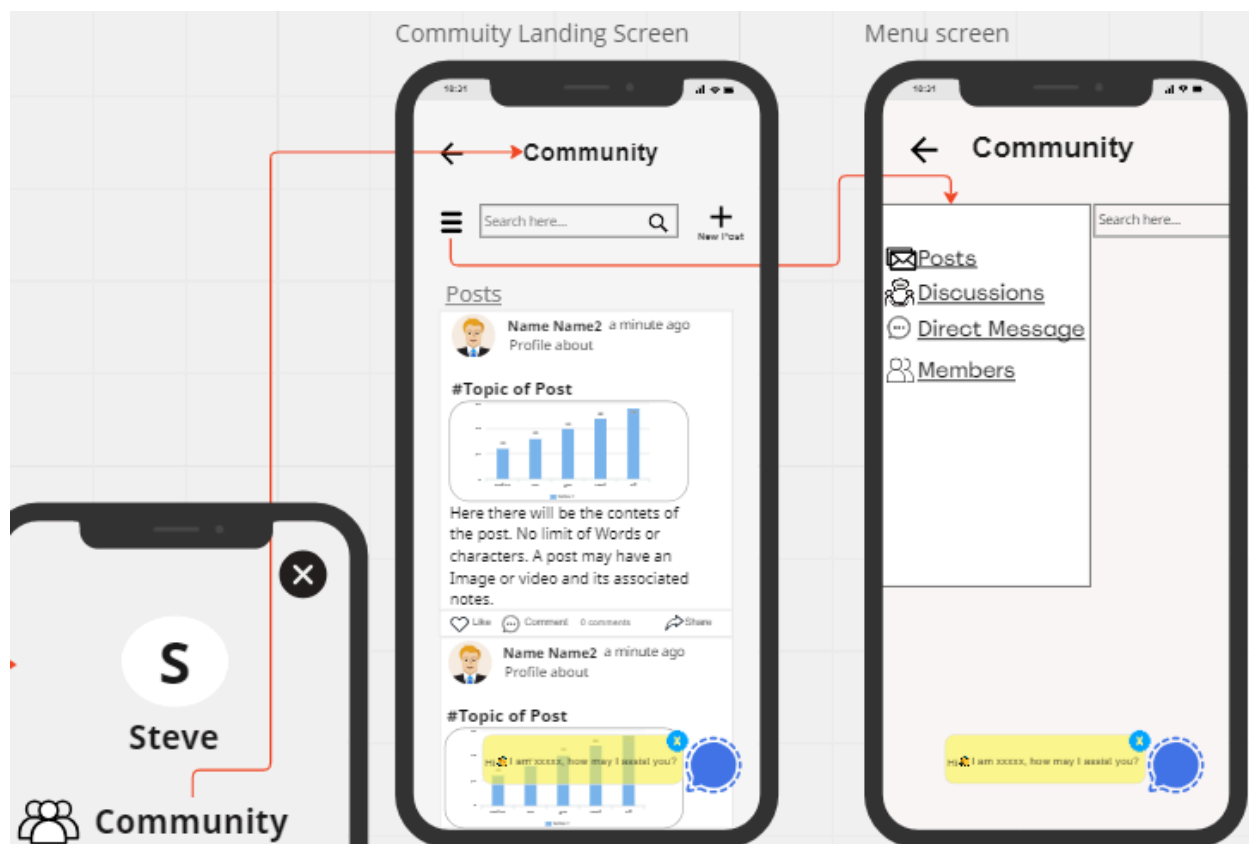 Commuity Landing Screen
Menu screen
10:21
Community
Search here...
New Post
Posts
Name Name2 a minute ago
Profile about
#Topic of Post
Here there will be the contets of
the post. No limit of Words or
characters. A post may have an
Image or video and its associated
notes.
Like Comment 0 comments Share
Name Name2 a minute ago
Profile about
#Topic of Post
Hi I am xxxxx, how may I assist you?
X
10:21
Community
Search here...
Posts
Discussions
Direct Message
Members
Hi I am xxxxx, how may I assist you?
X
X
S
Steve
Community